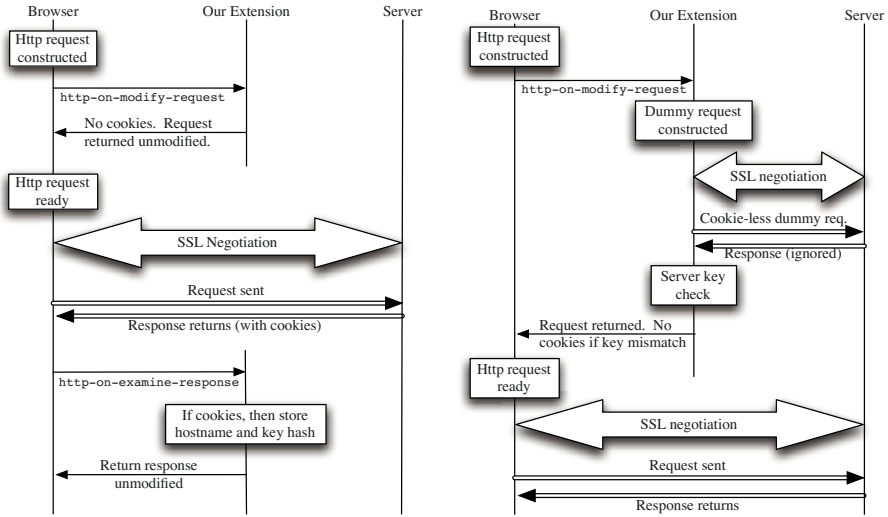 Browser
Our Extension
Server
Http request
constructed
http-on-modify-request
No cookies. Request
returned unmodified.
Http request
ready
SSL Negotiation
Request sent
Response returns (with cookies)
http-on-examine-response
If cookies, then store
hostname and key hash
Return response
unmodified
Browser
Our Extension
Server
Http request
constructed
http-on-modify-request
Dummy request
constructed
SSL negotiation
Cookie-less dummy req.
Response (ignored)
Server key
check
Request returned. No
cookies if key mismatch
Http request
ready
SSL negotiation
Request sent
Response returns